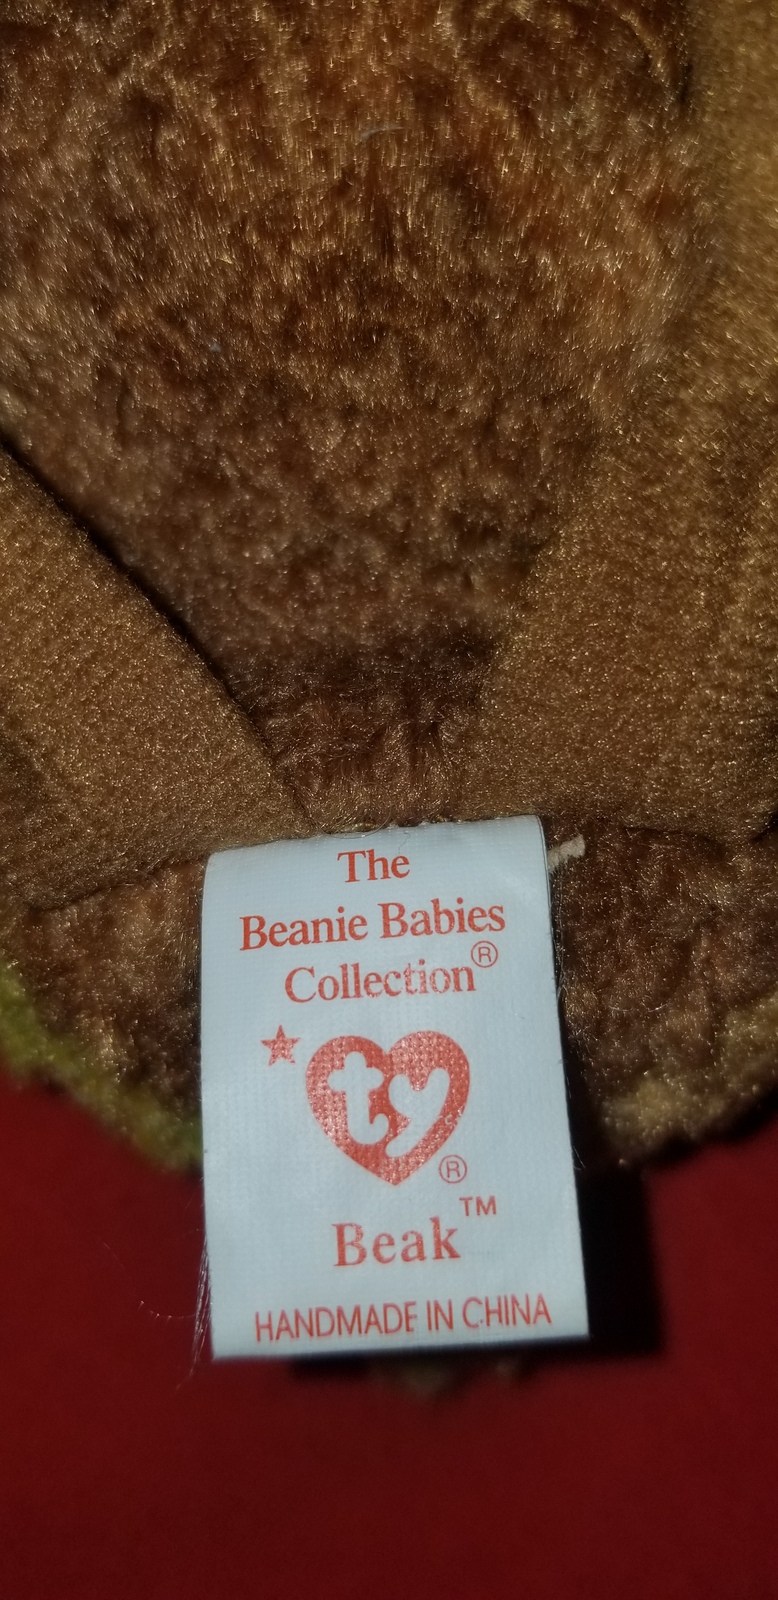 The
Beanie Babies
Collection®
ty®
Beak™
HANDMADE IN CHINA